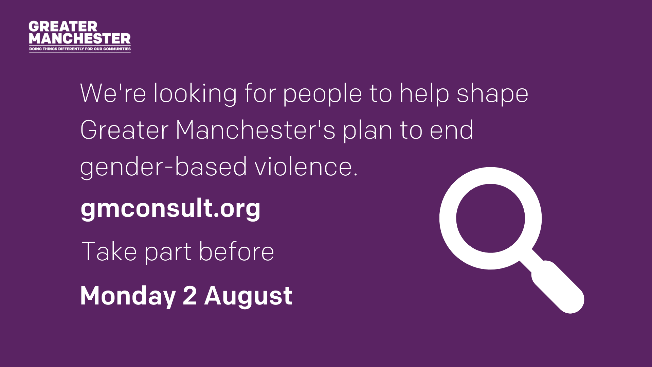 GREATER
MANCHESTER
DOING THINGS DIFFERENTLY FOR OUR COMMUNITIES
We're looking for people to help shape
Greater Manchester's plan to end
gender-based violence.
gmconsult.org
Take part before
Monday 2 August